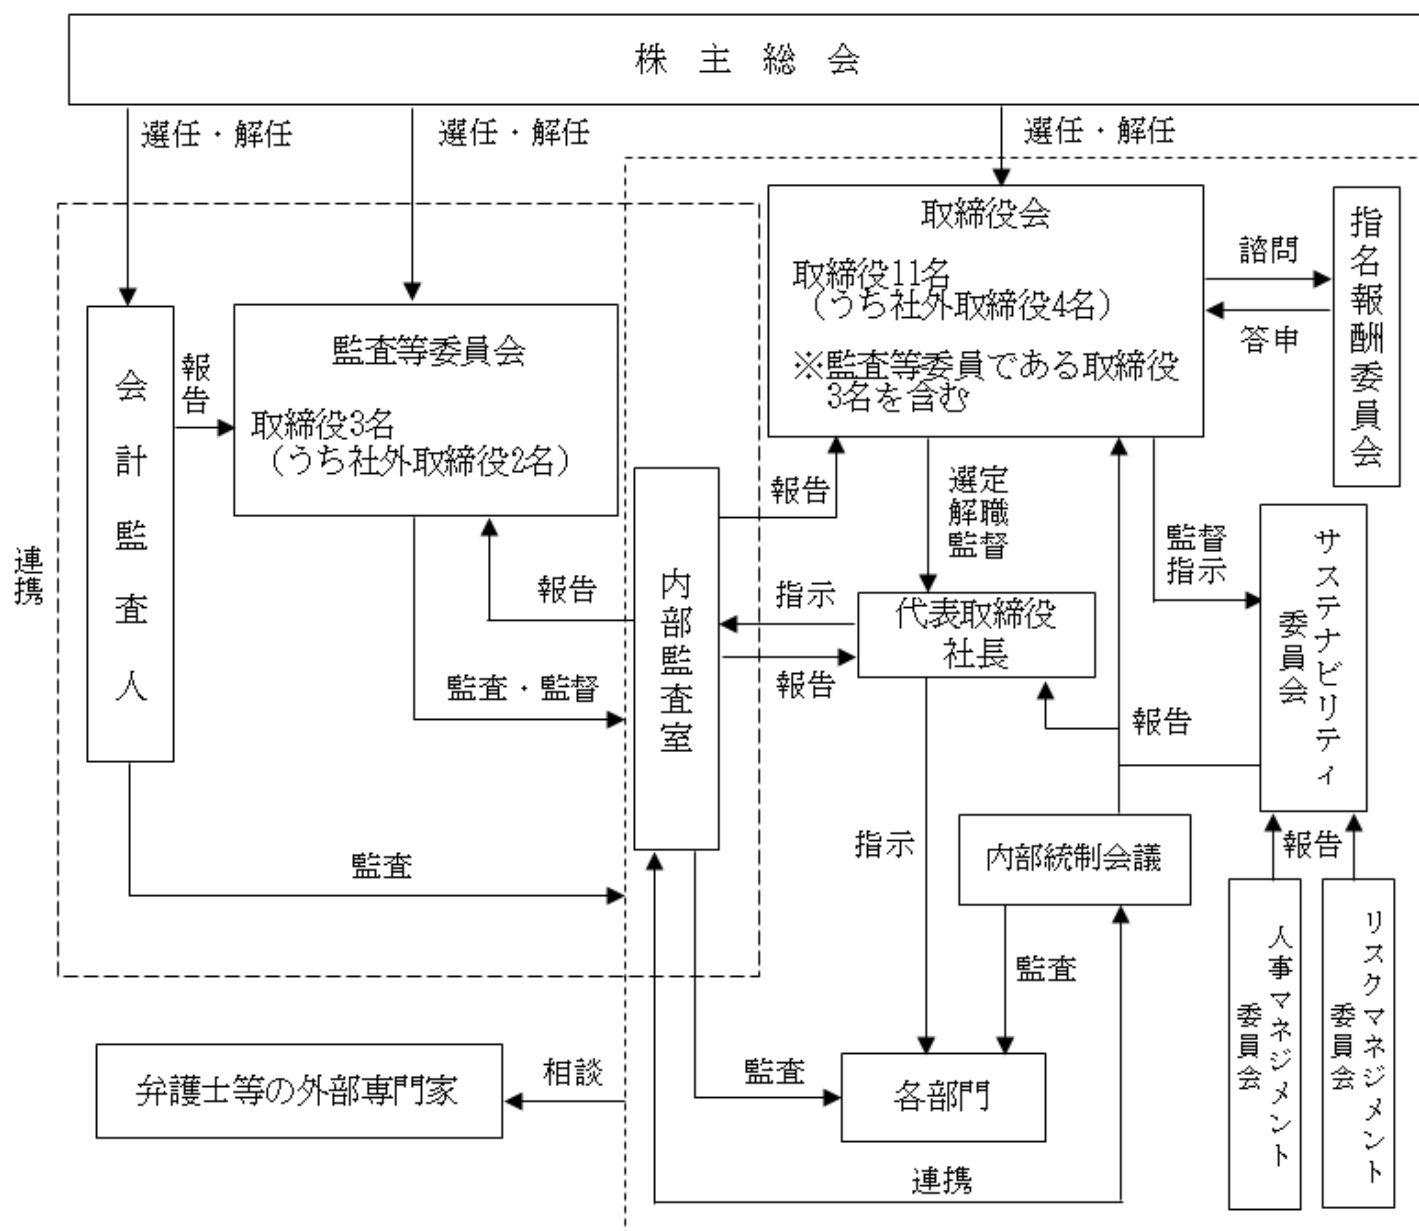 株主総会
選任・解任
選任・解任
選任・解任
取締役会
取締役11名
（うち社外取締役4名）
※監査等委員である取締役
3名を含む
諮問
答申
指名報酬委員会
会計監査人
報告
監査等委員会
取締役3名
（うち社外取締役2名）
連携
報告
監査・監督
監査
内部監査室
報告
選定
解職
監督
監督
指示
指示
報告
代表取締役
社長
サステナビリティ
委員会
報告
指示
内部統制会議
報告
監査
人事マネジメント
委員会
リスクマネジメント
委員会
弁護士等の外部専門家
相談
監査
各部門
連携